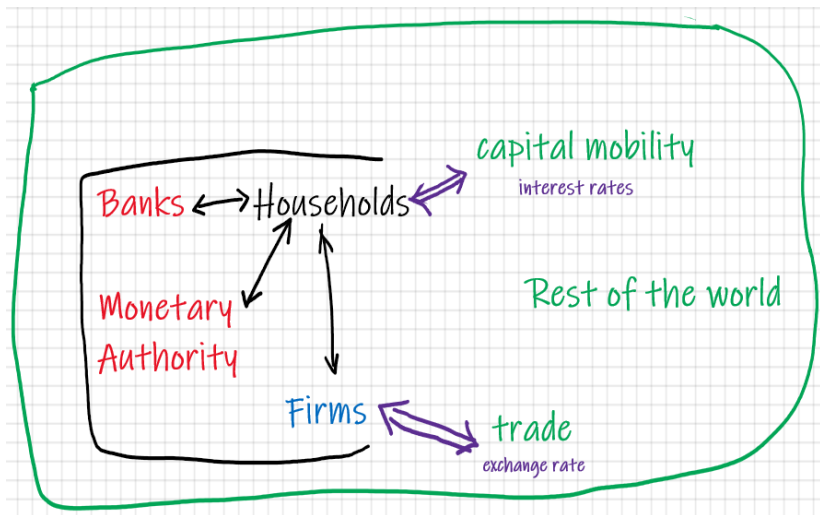 capital mobility
interest rates
Banks Households
Rest of the world
Monetary
Authority
Firms
trade
exchange rate